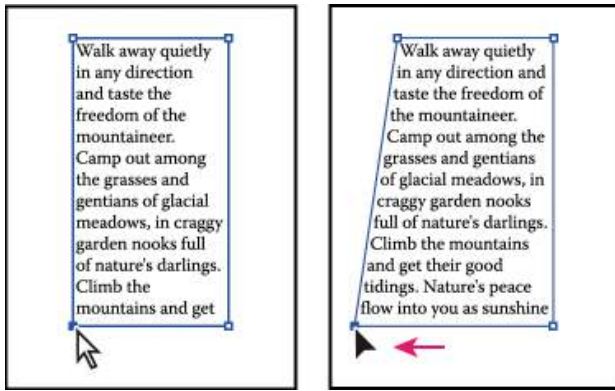 Walk away quietly
in any direction
and taste the
freedom of the
mountaineer.
Camp out among
the grasses and
gentians of glacial
meadows, in craggy
garden nooks full
of nature's darlings.
Climb the
mountains and get
Walk away quietly
in any direction and
taste the freedom of
the mountaineer.
Camp out among the
grasses and gentians
of glacial meadows, in
craggy garden nooks
full of nature's darlings.
Climb the mountains
and get their good
tidings. Nature's peace
flow into you as sunshine